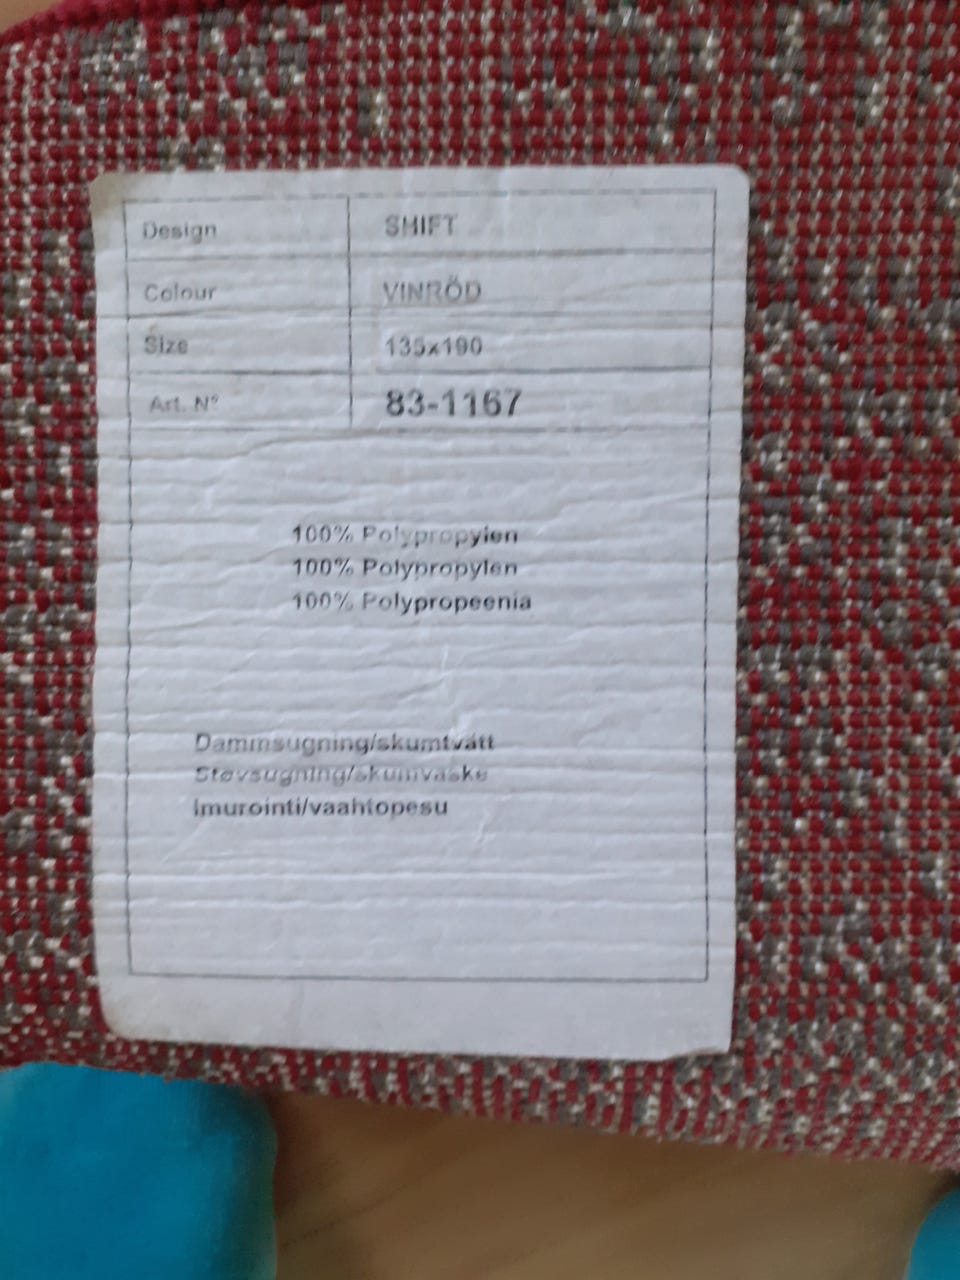 Design SHIFT
Colour VINRÖD
Size 135x190
Art. N° 83-1167
100% Polypropylen
100% Polypropylen
100% Polypropeenia
Dammsugning/skumtvätt
Støvsugning/skumvaske
Imurointi/vaahtopesu